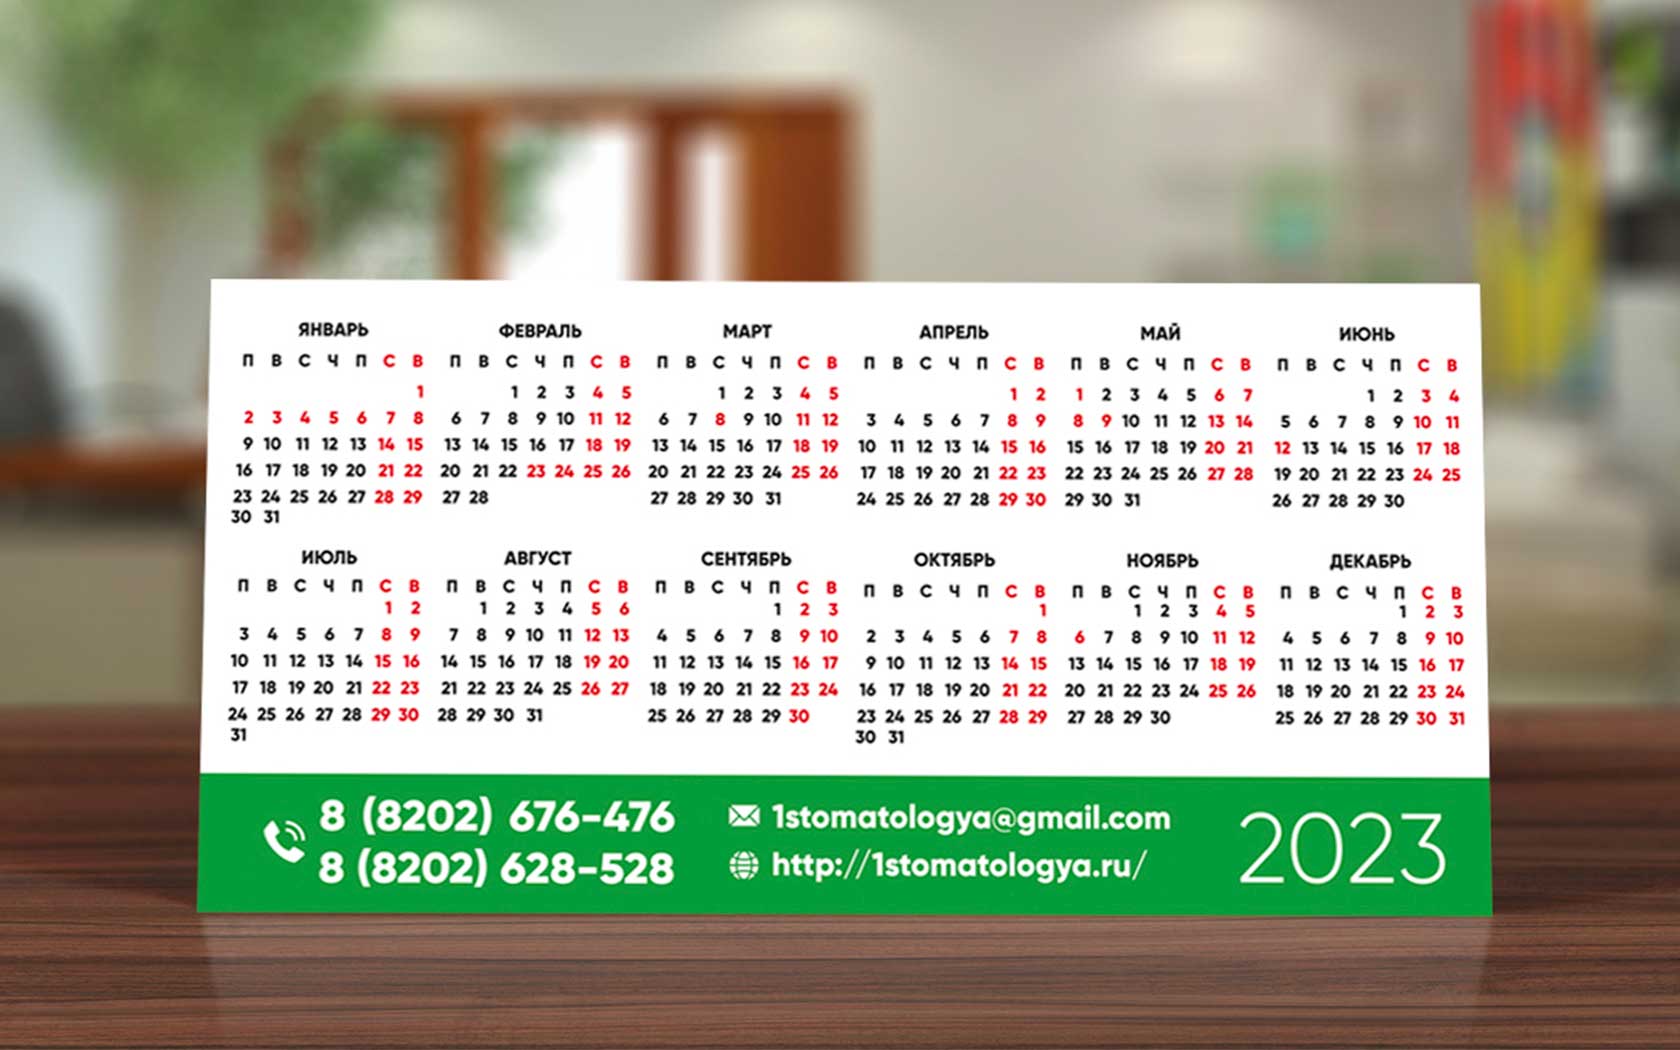 ЯНВАРЬ ФЕВРАЛЬ МАРТ АПРЕЛЬ МАЙ ИЮНЬ
П В С Ч П С В П В С Ч П С В П В С Ч П С В П В С Ч П С В П В С Ч П С В П В С Ч П С В
1 1 2 3 4 5 1 2 3 4 5 1 2 1 2 3 4 5 6 7 1 2 3 4
2 3 4 5 6 7 8 6 7 8 9 10 11 12 6 7 8 9 10 11 12 3 4 5 6 7 8 9 8 9 10 11 12 13 14 5 6 7 8 9 10 11
9 10 11 12 13 14 15 13 14 15 16 17 18 19 13 14 15 16 17 18 19 10 11 12 13 14 15 16 15 16 17 18 19 20 21 12 13 14 15 16 17 18
16 17 18 19 20 21 22 20 21 22 23 24 25 26 20 21 22 23 24 25 26 17 18 19 20 21 22 23 22 23 24 25 26 27 28 19 20 21 22 23 24 25
23 24 25 26 27 28 29 27 28 27 28 29 30 31 24 25 26 27 28 29 30 29 30 31 26 27 28 29 30
30 31
ИЮЛЬ АВГУСТ СЕНТЯБРЬ ОКТЯБРЬ НОЯБРЬ ДЕКАБРЬ
П В С Ч П С В П В С Ч П С В П В С Ч П С В П В С Ч П С В П В С Ч П С В П В С Ч П С В
1 2 1 2 3 4 5 6 1 2 3 1 1 2 3 4 5 1 2 3
3 4 5 6 7 8 9 7 8 9 10 11 12 13 4 5 6 7 8 9 10 2 3 4 5 6 7 8 6 7 8 9 10 11 12 4 5 6 7 8 9 10
10 11 12 13 14 15 16 14 15 16 17 18 19 20 11 12 13 14 15 16 17 9 10 11 12 13 14 15 13 14 15 16 17 18 19 11 12 13 14 15 16 17
17 18 19 20 21 22 23 21 22 23 24 25 26 27 18 19 20 21 22 23 24 16 17 18 19 20 21 22 20 21 22 23 24 25 26 18 19 20 21 22 23 24
24 25 26 27 28 29 30 28 29 30 31 25 26 27 28 29 30 23 24 25 26 27 28 29 27 28 29 30 25 26 27 28 29 30 31
31 30 31
8 (8202) 676-476 1stomatologya@gmail.com 2023
8 (8202) 628-528 http://1stomatologya.ru/